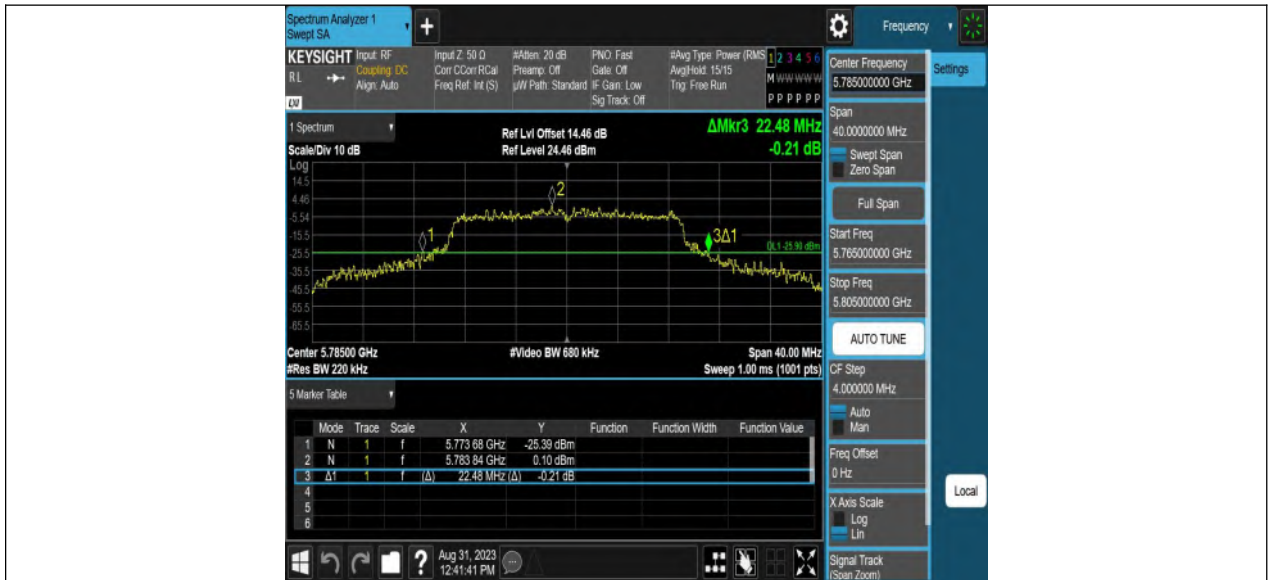 Spectrum Analyzer 1
Swept SA
+
Frequency
KEYSIGHT
RL
LXI
Input: RF
Coupling: DC
Align: Auto
Input Z: 50 Ω
Corr CCorr RCal
Freq Ref: Int (S)
#Atten: 20 dB
Preamp: Off
µW Path: Standard
PNO: Fast
Gate: Off
IF Gain: Low
Sig Track: Off
#Avg Type: Power (RMS
Avg|Hold: 15/15
Trig: Free Run
1 2 3 4 5 6
M W W W W W
P P P P P P
1 Spectrum
Scale/Div 10 dB
Log
Ref Lvl Offset 14.46 dB
Ref Level 24.46 dBm
ΔMkr3 22.48 MHz
-0.21 dB
14.5
4.46
-5.54
-15.5
-25.5
-35.5
-45.5
-55.5
-65.5
1
2
3Δ1
DL1 -25.90 dBm
Center 5.78500 GHz
#Res BW 220 kHz
#Video BW 680 kHz
Span 40.00 MHz
Sweep 1.00 ms (1001 pts)
5 Marker Table
Mode Trace Scale X Y Function Function Width Function Value
1 N 1 f 5.773 68 GHz -25.39 dBm
2 N 1 f 5.783 84 GHz 0.10 dBm
3 Δ1 1 f (Δ) 22.48 MHz (Δ) -0.21 dB
4
5
6
?
Aug 31, 2023
12:41:41 PM
Center Frequency
5.785000000 GHz
Span
40.0000000 MHz
Swept Span
Zero Span
Full Span
Start Freq
5.765000000 GHz
Stop Freq
5.805000000 GHz
AUTO TUNE
CF Step
4.000000 MHz
Auto
Man
Freq Offset
0 Hz
X Axis Scale
Log
Lin
Signal Track
(Span Zoom)
Settings
Local